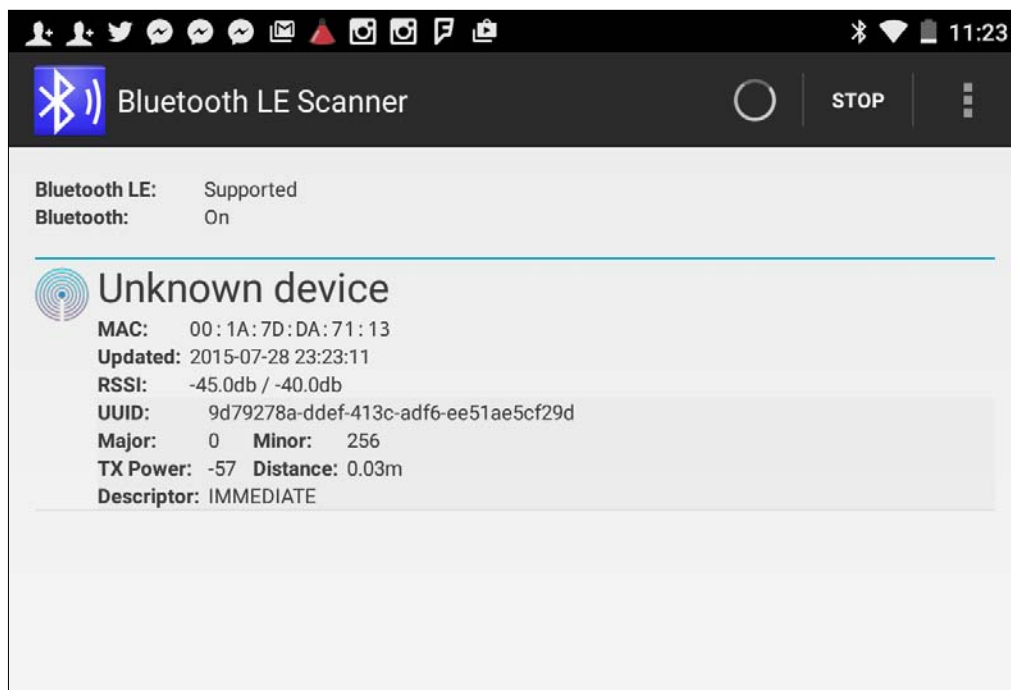 11:23
Bluetooth LE Scanner STOP
Bluetooth LE: Supported
Bluetooth: On
Unknown device
MAC: 00:1A:7D:DA:71:13
Updated: 2015-07-28 23:23:11
RSSI: -45.0db / -40.0db
UUID: 9d79278a-ddef-413c-adf6-ee51ae5cf29d
Major: 0 Minor: 256
TX Power: -57 Distance: 0.03m
Descriptor: IMMEDIATE